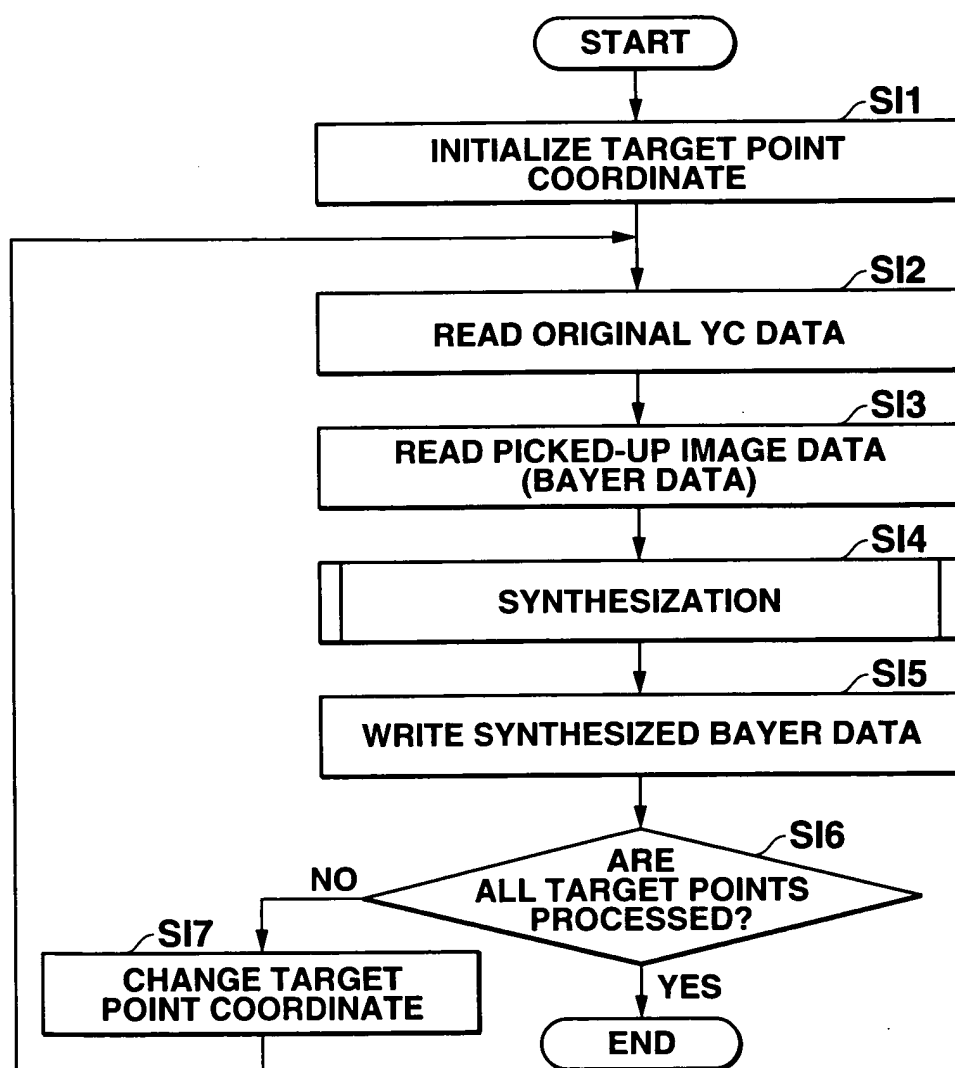 START
SI1
INITIALIZE TARGET POINT
COORDINATE
SI2
READ ORIGINAL YC DATA
SI3
READ PICKED-UP IMAGE DATA
(BAYER DATA)
SI4
SYNTHESIZATION
SI5
WRITE SYNTHESIZED BAYER DATA
SI6
ARE
ALL TARGET POINTS
PROCESSED?
NO
SI7
CHANGE TARGET
POINT COORDINATE
YES
END